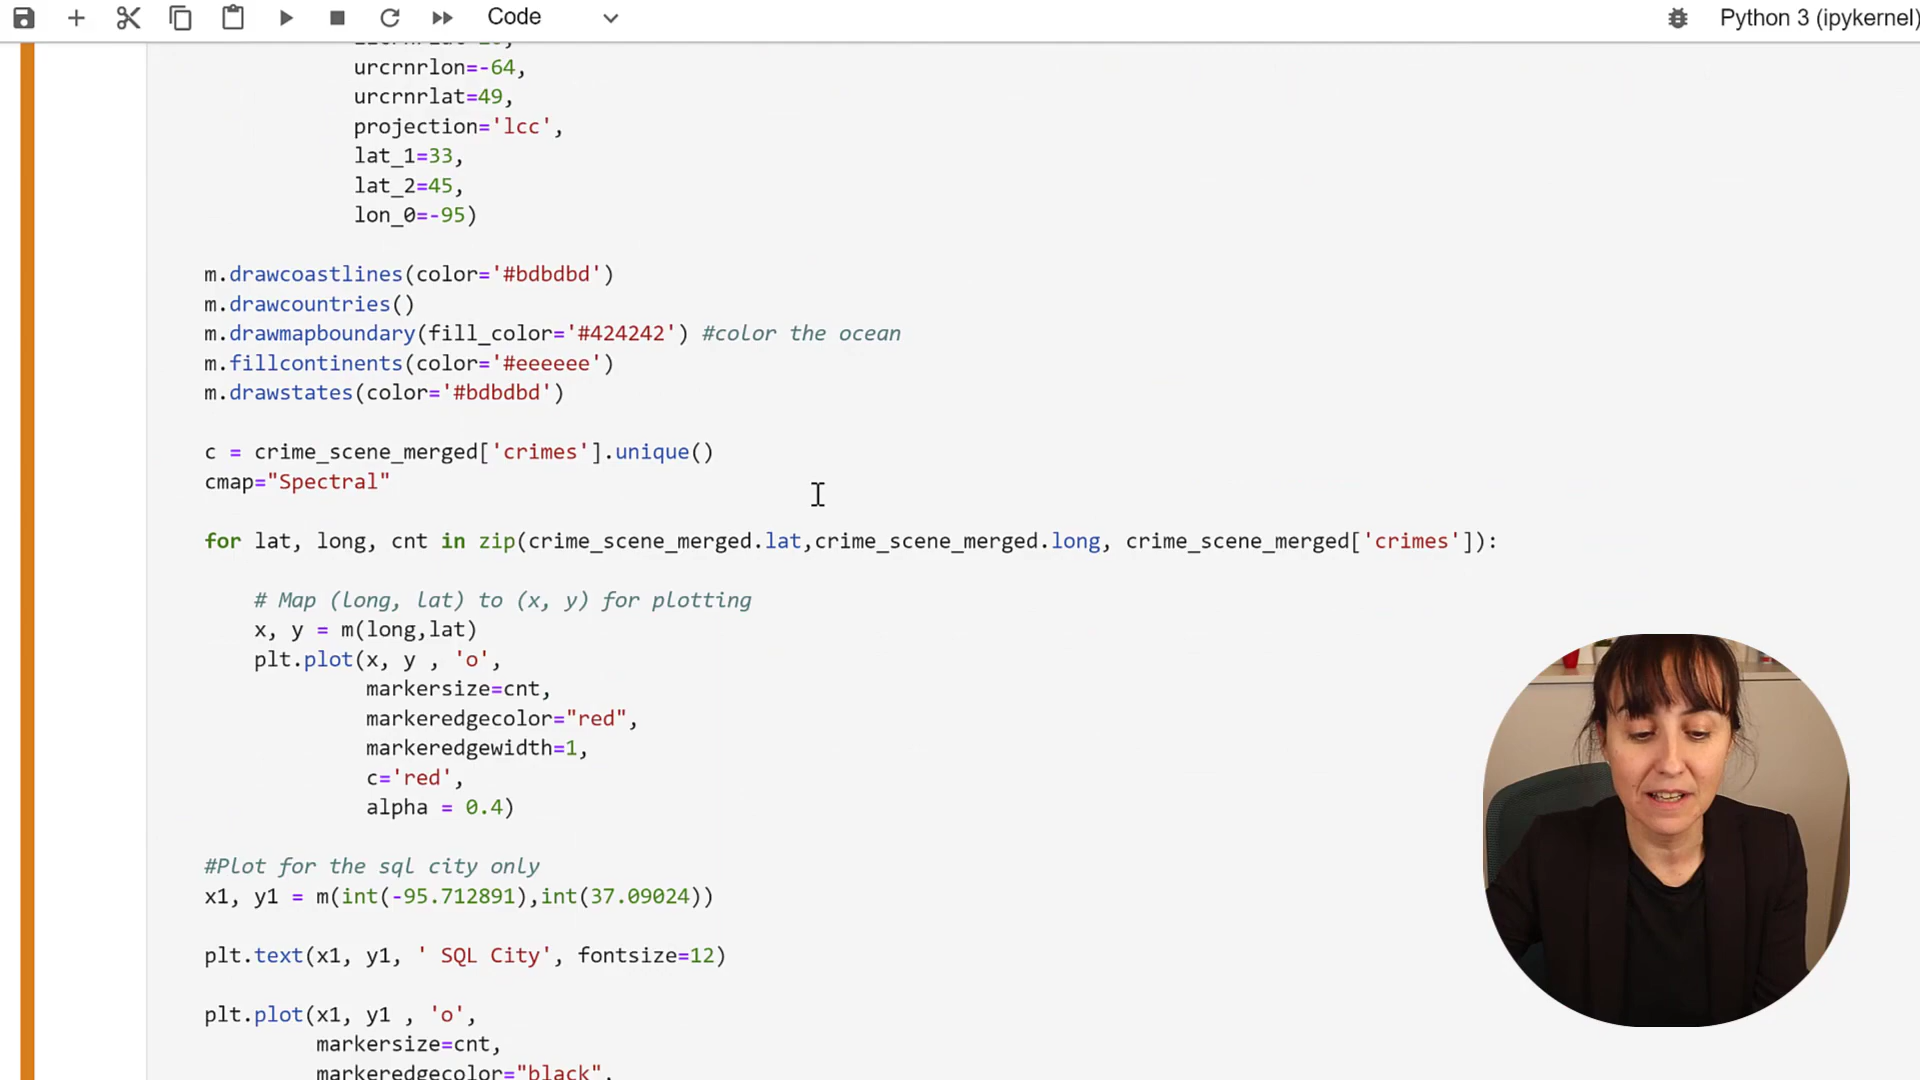 Code
Python 3 (ipykernel)
urcrnrlon=-64,
urcrnrlat=49,
projection='lcc',
lat_1=33,
lat_2=45,
lon_0=-95)
m.drawcoastlines(color='#bdbdbd')
m.drawcountries()
m.drawmapboundary(fill_color='#424242') #color the ocean
m.fillcontinents(color='#eeeeee')
m.drawstates(color='#bdbdbd')
c = crime_scene_merged['crimes'].unique()
cmap="Spectral"
for lat, long, cnt in zip(crime_scene_merged.lat,crime_scene_merged.long, crime_scene_merged['crimes']):
# Map (long, lat) to (x, y) for plotting
x, y = m(long,lat)
plt.plot(x, y , 'o',
markersize=cnt,
markeredgecolor="red",
markeredgewidth=1,
c='red',
alpha = 0.4)
#Plot for the sql city only
x1, y1 = m(int(-95.712891),int(37.09024))
plt.text(x1, y1, ' SQL City', fontsize=12)
plt.plot(x1, y1 , 'o',
markersize=cnt,
markeredgecolor="black",